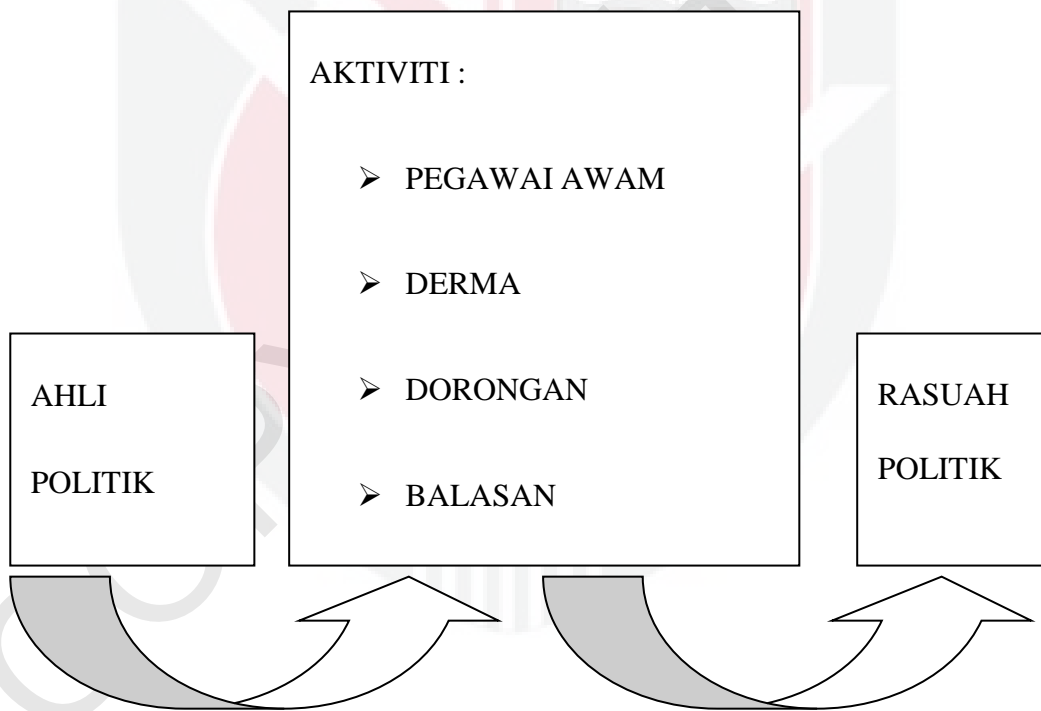 AKTIVITI :
➢ PEGAWAI AWAM
➢ DERMA
➢ DORONGAN
➢ BALASAN
AHLI
POLITIK
RASUAH
POLITIK